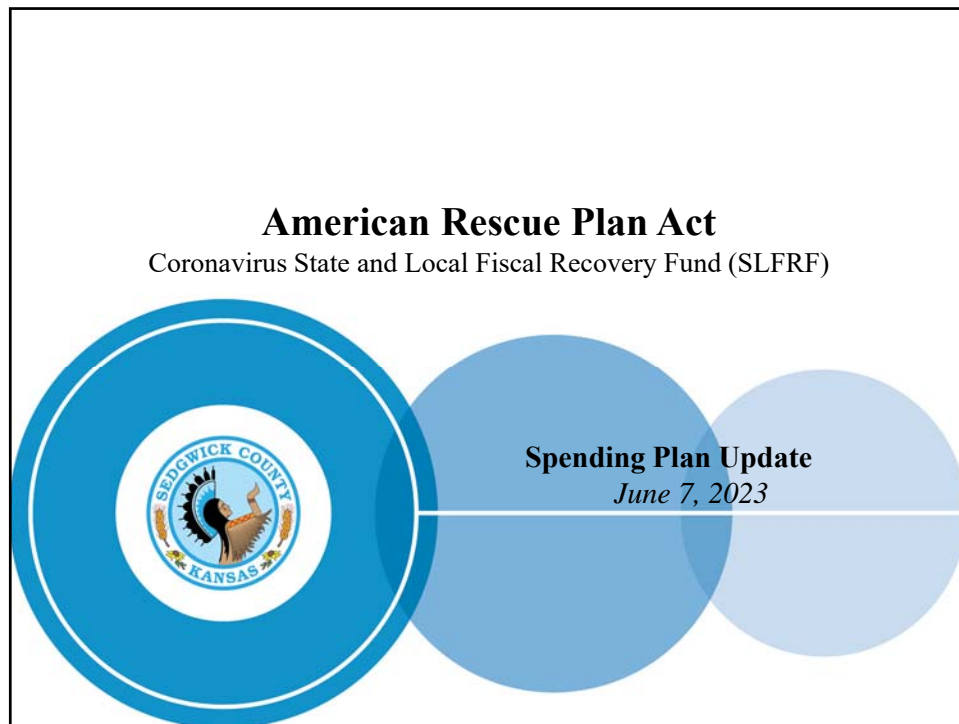 American Rescue Plan Act
Coronavirus State and Local Fiscal Recovery Fund (SLFRF)
SEDGWICK COUNTY
KANSAS
Spending Plan Update
June 7, 2023